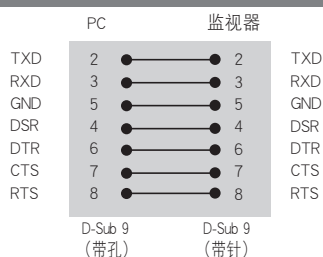 PC 监视器
TXD 2 2 TXD
RXD 3 3 RXD
GND 5 5 GND
DSR 4 4 DSR
DTR 6 6 DTR
CTS 7 7 CTS
RTS 8 8 RTS
D-Sub 9 D-Sub 9
(带孔) (带针)